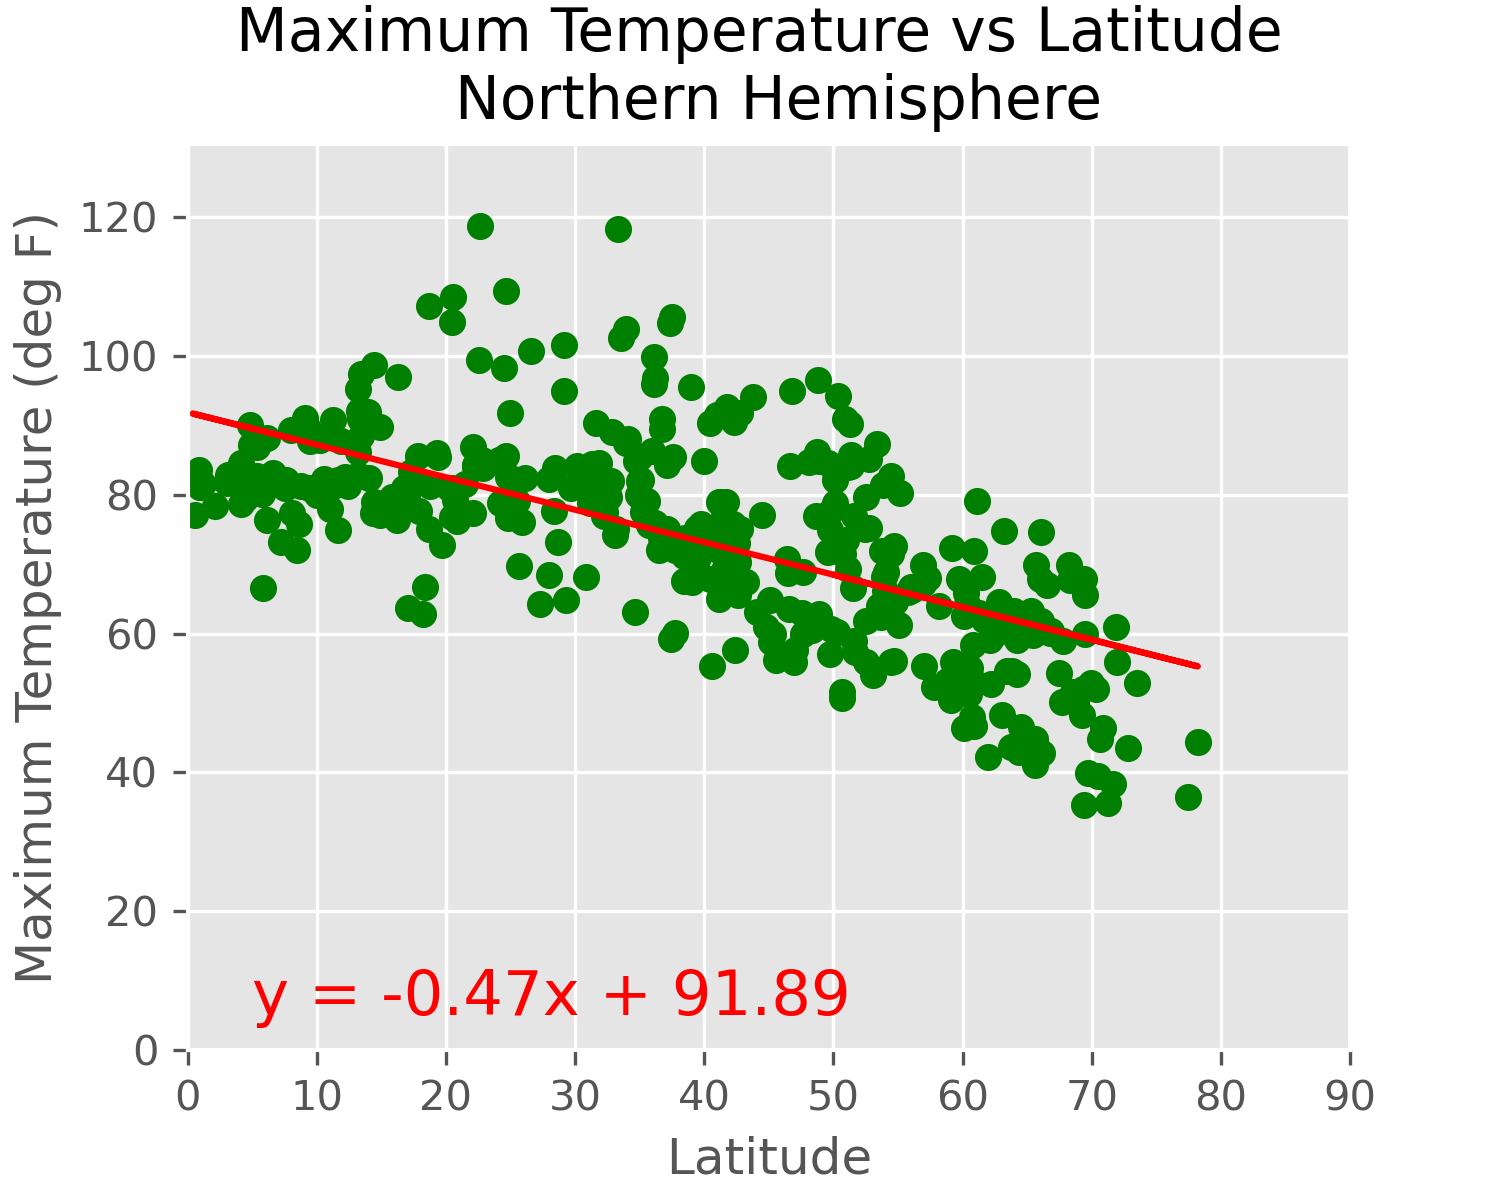 Maximum Temperature vs Latitude
Northern Hemisphere
Maximum Temperature (deg F)
120
100
80
60
40
20
0
y = -0.47x + 91.89
0 10 20 30 40 50 60 70 80 90
Latitude